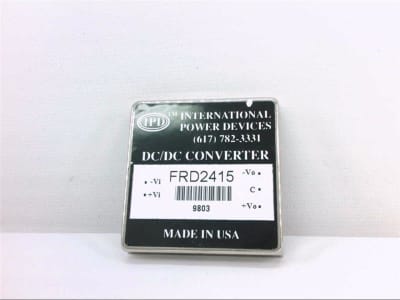 IPD TM INTERNATIONAL
POWER DEVICES
(617) 782-3331
DC/DC CONVERTER
-Vi FRD2415 -Vo
+Vi C
9803 +Vo
MADE IN USA